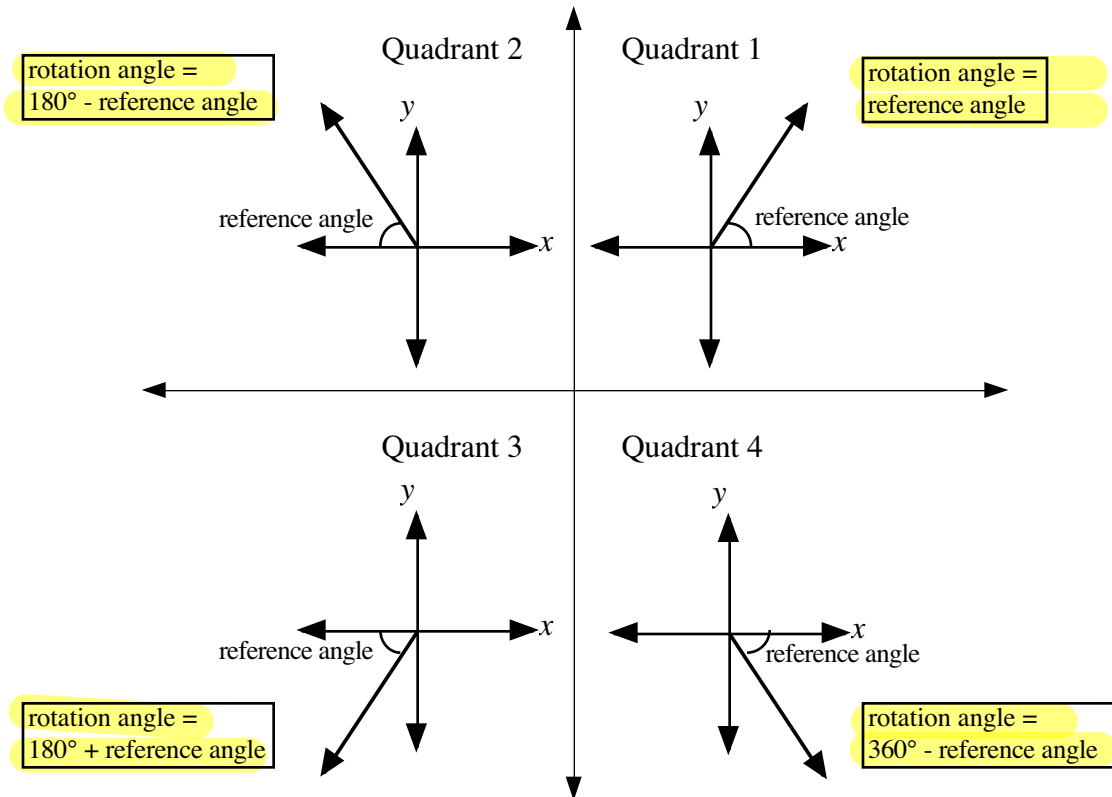 Quadrant 2
Quadrant 1
rotation angle =
180° - reference angle
rotation angle =
reference angle
y
y
reference angle
x
reference angle
x
Quadrant 3
Quadrant 4
y
y
reference angle
x
reference angle
x
rotation angle =
180° + reference angle
rotation angle =
360° - reference angle